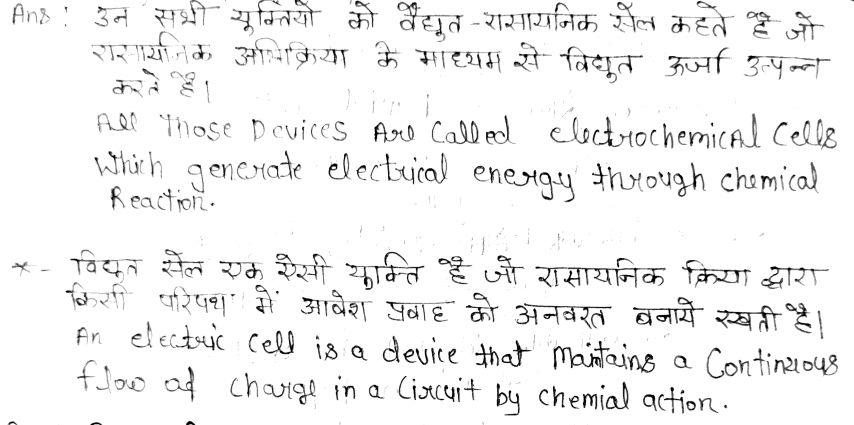 Ans : उन सभी युक्तियो को वैद्युत-रासायनिक सेल कहते है जो
रासायनिक अभिक्रिया के माध्यम से विद्युत ऊर्जा उत्पन्न
करते है।
All Those Devices Are Called electrochemical Cells
Which generate electrical energy through chemical
Reaction.
* - विद्युत सेल एक ऐसी युक्ति है जो रासायनिक क्रिया द्वारा
किसी परिपथ में आवेश प्रवाह को अनवरत बनाये रखती है।
An electric Cell is a device that Maintains a Continuous
flow of charge in a Circuit by chemial action.